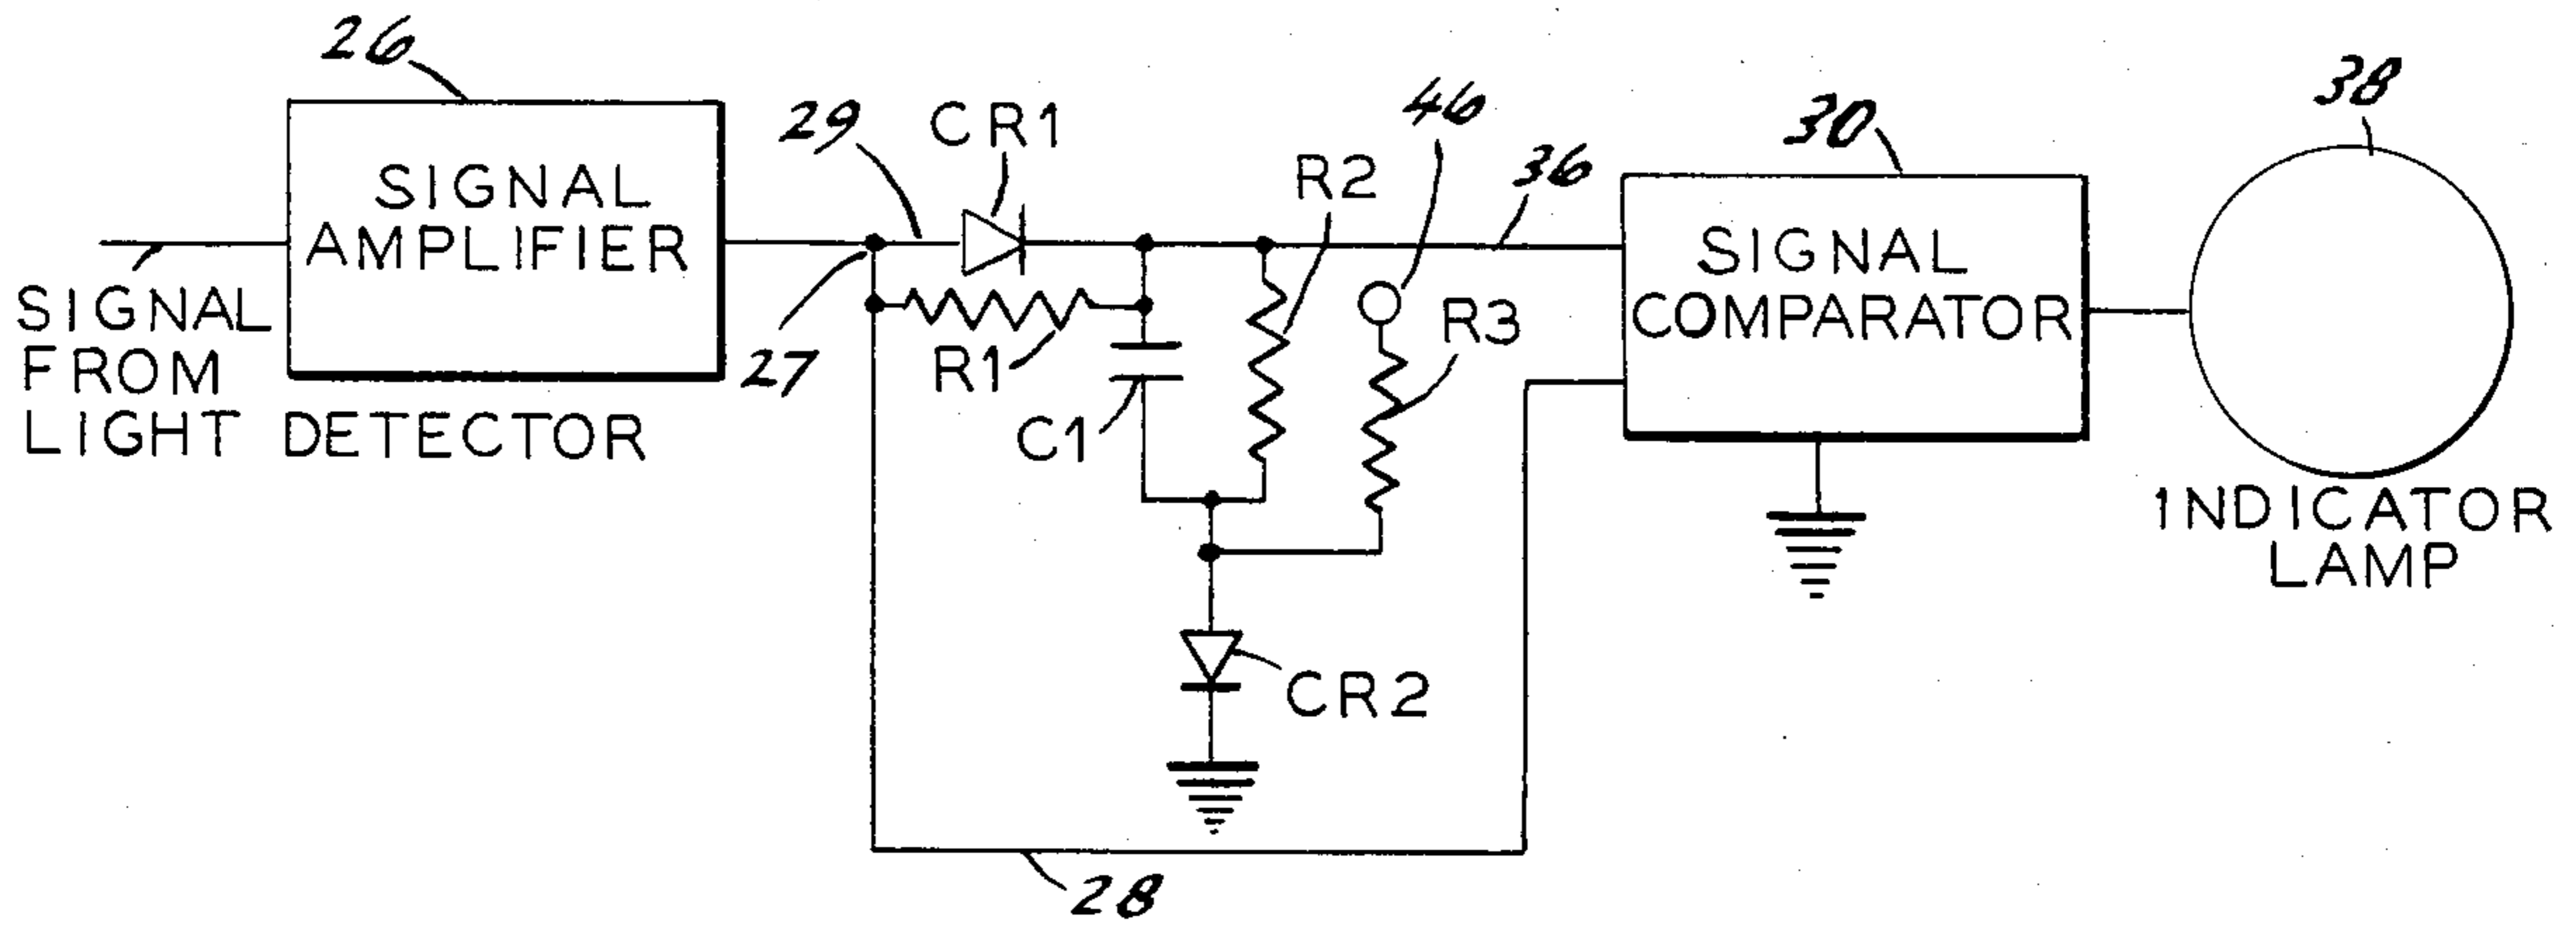 26
SIGNAL
AMPLIFIER
SIGNAL
FROM
LIGHT DETECTOR
29
CR1
27
R1
C1
R2
46
R3
36
CR2
28
30
SIGNAL
COMPARATOR
38
INDICATOR
LAMP